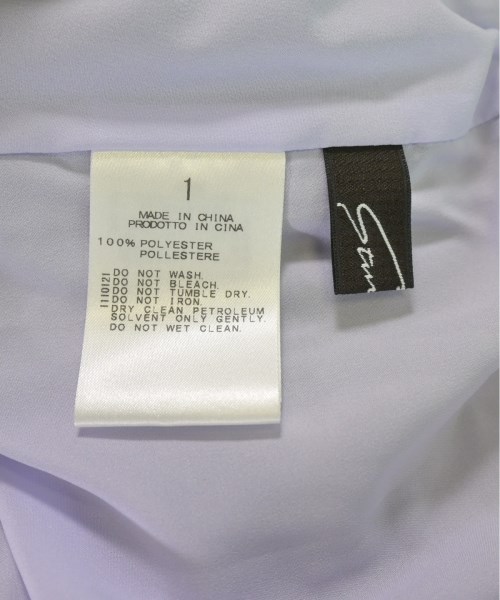 1
MADE IN CHINA
PRODOTTO IN CINA
100% POLYESTER
POLLESTERE
DO NOT WASH.
DO NOT BLEACH.
DO NOT TUMBLE DRY.
DO NOT IRON.
DRY CLEAN PETROLEUM
SOLVENT ONLY GENTLY.
DO NOT WET CLEAN.